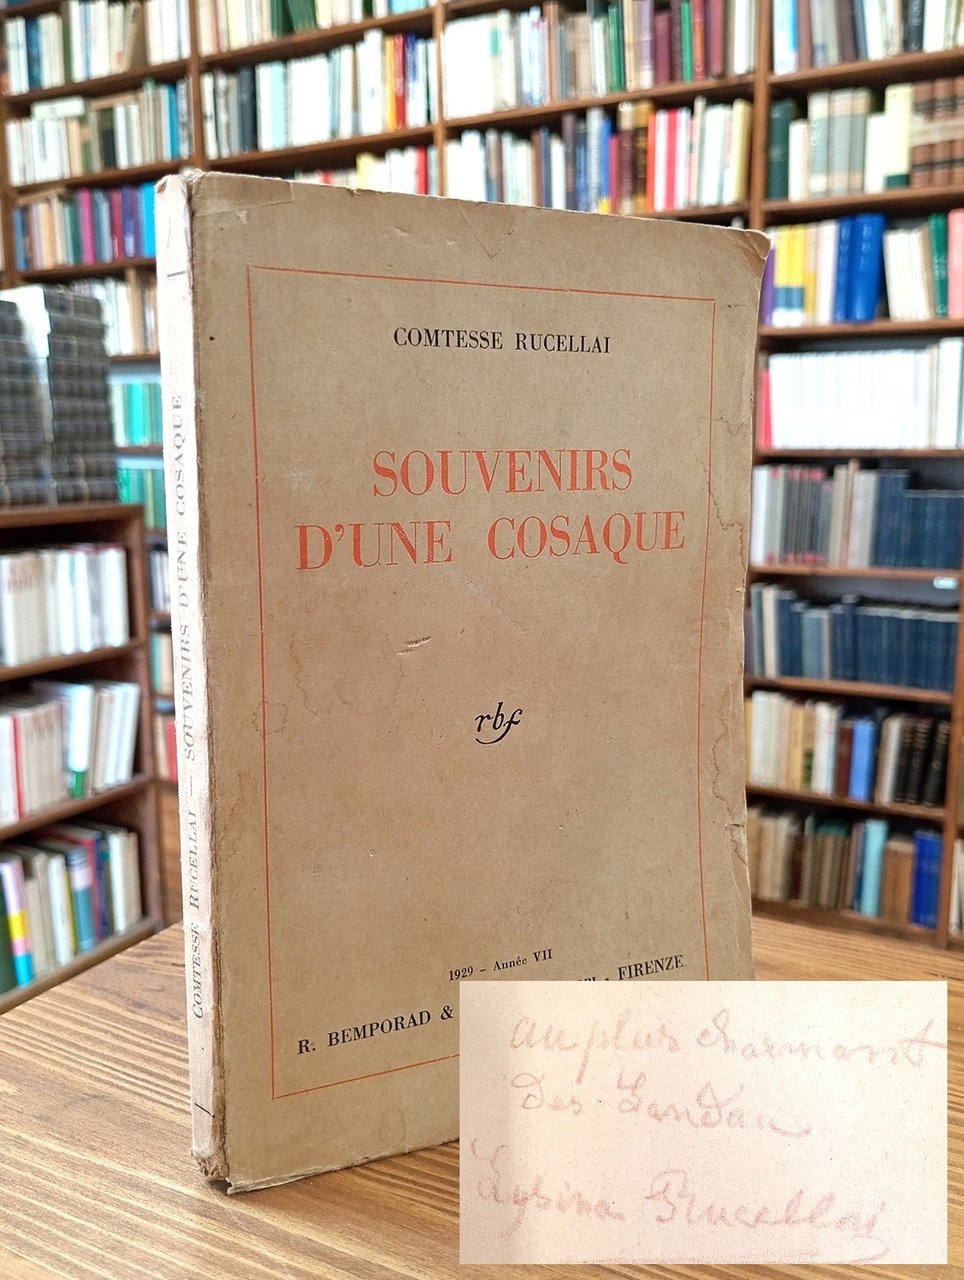 COMTESSE RUCELLAI
SOUVENIRS
D'UNE COSAQUE
rbf
1929 – Année VII
R. BEMPORAD & - FIRENZE
COMTESSE RUCELLAI — SOUVENIRS D'UNE COSAQUE
au plus charmant
des Landau
Lysina Rucellai